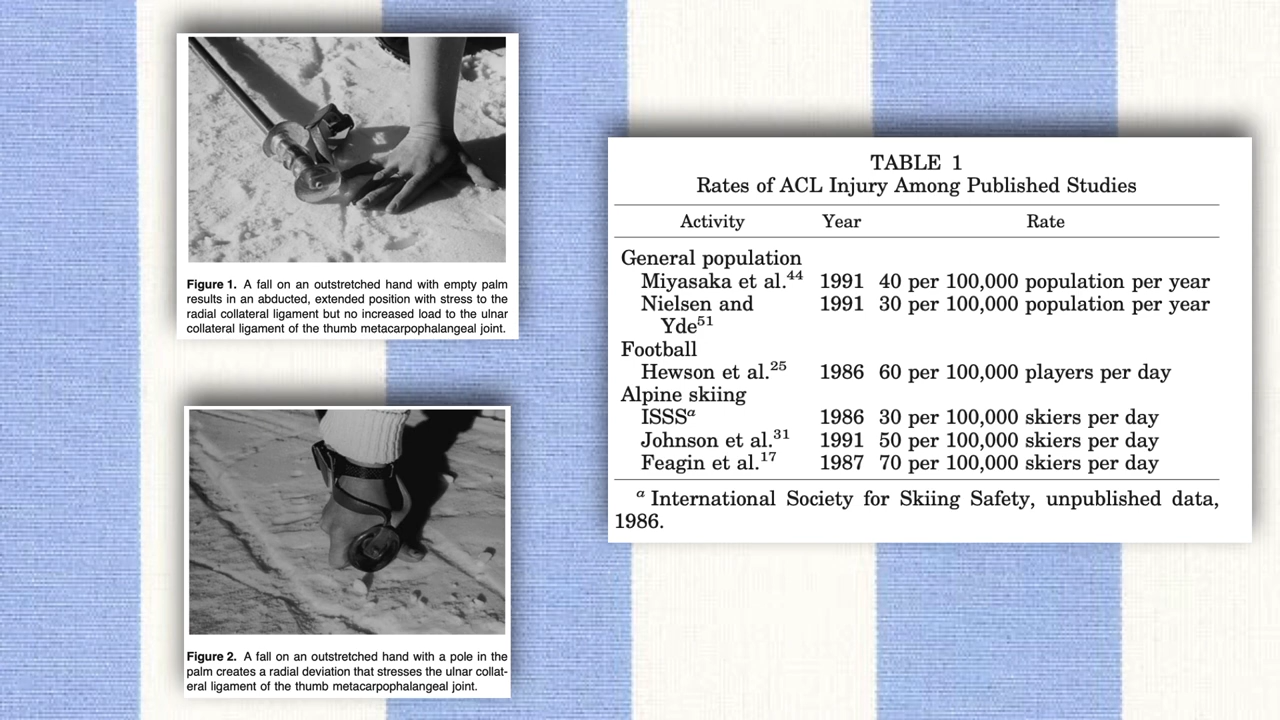 Figure 1. A fall on an outstretched hand with empty palm
results in an abducted, extended position with stress to the
radial collateral ligament but no increased load to the ulnar
collateral ligament of the thumb metacarpophalangeal joint.
Figure 2. A fall on an outstretched hand with a pole in the
palm creates a radial deviation that stresses the ulnar collat-
eral ligament of the thumb metacarpophalangeal joint.
TABLE 1
Rates of ACL Injury Among Published Studies
Activity Year Rate
General population
Miyasaka et al.44 1991 40 per 100,000 population per year
Nielsen and 1991 30 per 100,000 population per year
Yde51
Football
Hewson et al.25 1986 60 per 100,000 players per day
Alpine skiing
ISSSa 1986 30 per 100,000 skiers per day
Johnson et al.31 1991 50 per 100,000 skiers per day
Feagin et al.17 1987 70 per 100,000 skiers per day
a International Society for Skiing Safety, unpublished data,
1986.